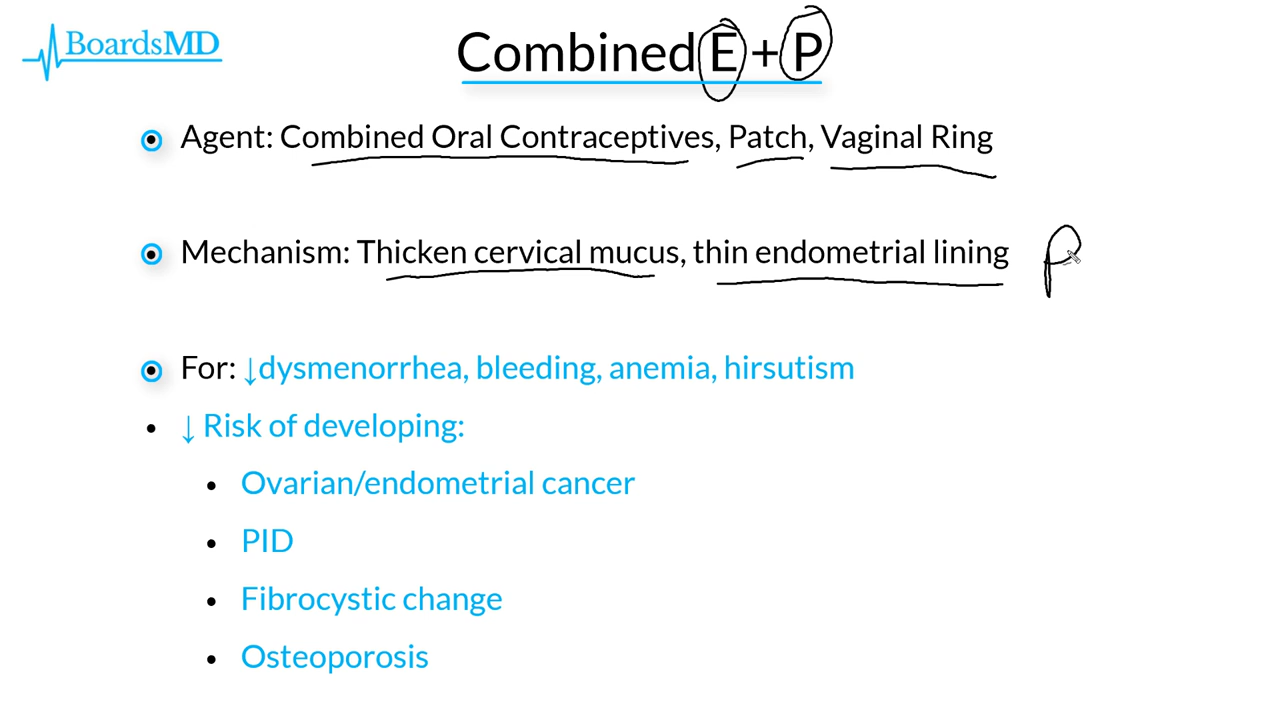 BoardsMD
Combined E + P
Agent: Combined Oral Contraceptives, Patch, Vaginal Ring
Mechanism: Thicken cervical mucus, thin endometrial lining P
For: ↓dysmenorrhea, bleeding, anemia, hirsutism
↓ Risk of developing:
Ovarian/endometrial cancer
PID
Fibrocystic change
Osteoporosis